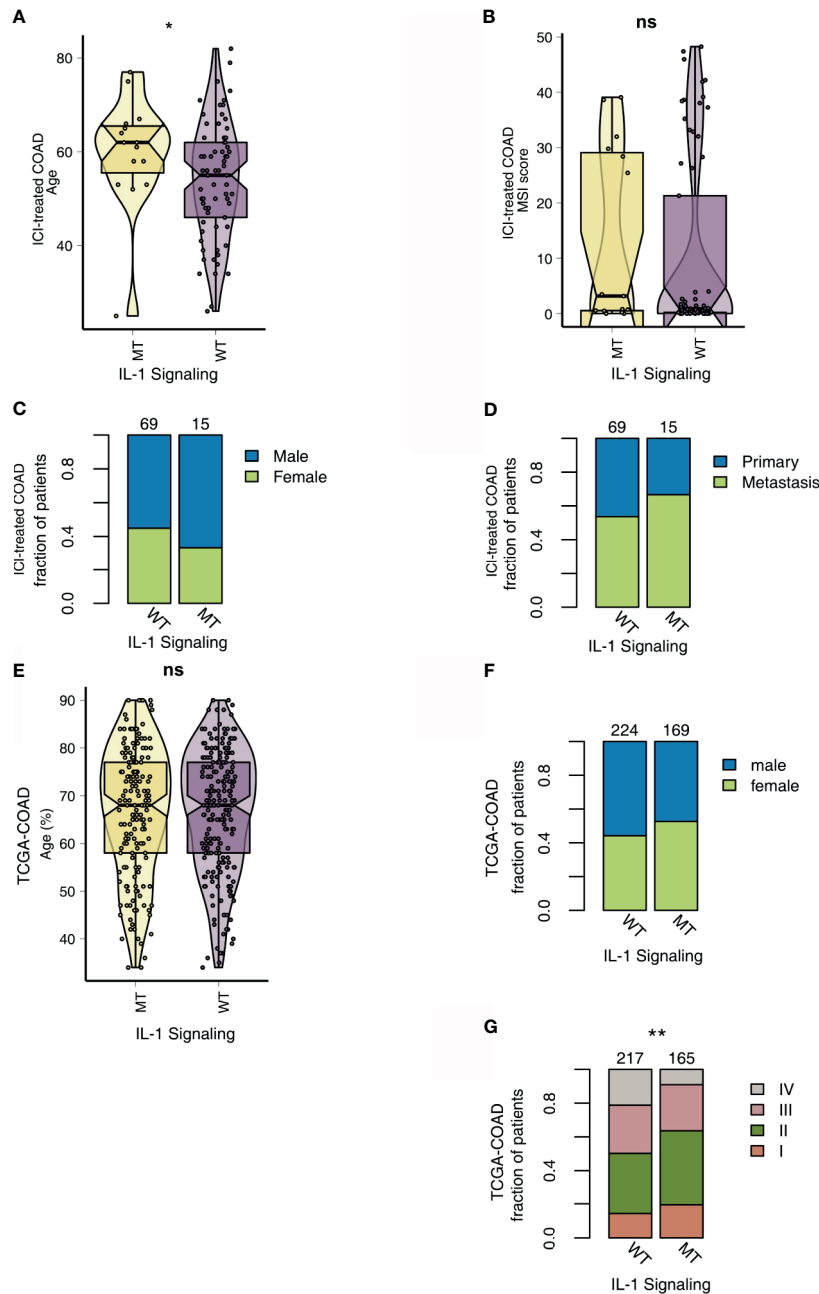 A
*
ICI-treated COAD
Age
80
60
40
MT
WT
IL-1 Signaling
B
ns
ICI-treated COAD
MSI score
50
40
30
20
10
0
MT
WT
IL-1 Signaling
C
69 15
ICI-treated COAD
fraction of patients
0.8
0.4
0.0
Male
Female
WT
MT
IL-1 Signaling
D
69 15
ICI-treated COAD
fraction of patients
0.8
0.4
0.0
Primary
Metastasis
WT
MT
IL-1 Signaling
E
ns
TCGA-COAD
Age (%)
90
80
70
60
50
40
MT
WT
IL-1 Signaling
F
224 169
TCGA-COAD
fraction of patients
0.8
0.4
0.0
male
female
WT
MT
IL-1 Signaling
G
**
217 165
TCGA-COAD
fraction of patients
0.8
0.4
0.0
IV
III
II
I
WT
MT
IL-1 Signaling